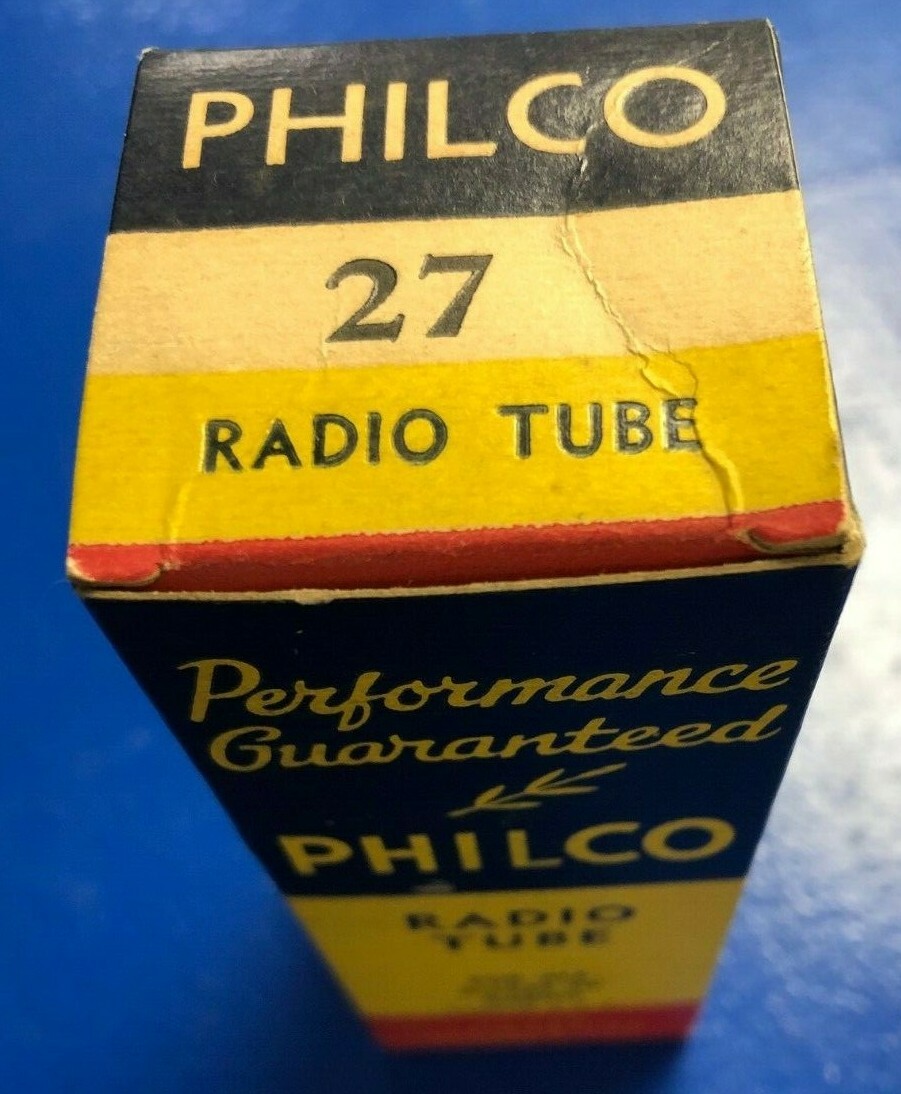 PHILCO
27
RADIO TUBE
Performance
Guaranteed
PHILCO
RADIO
TUBE